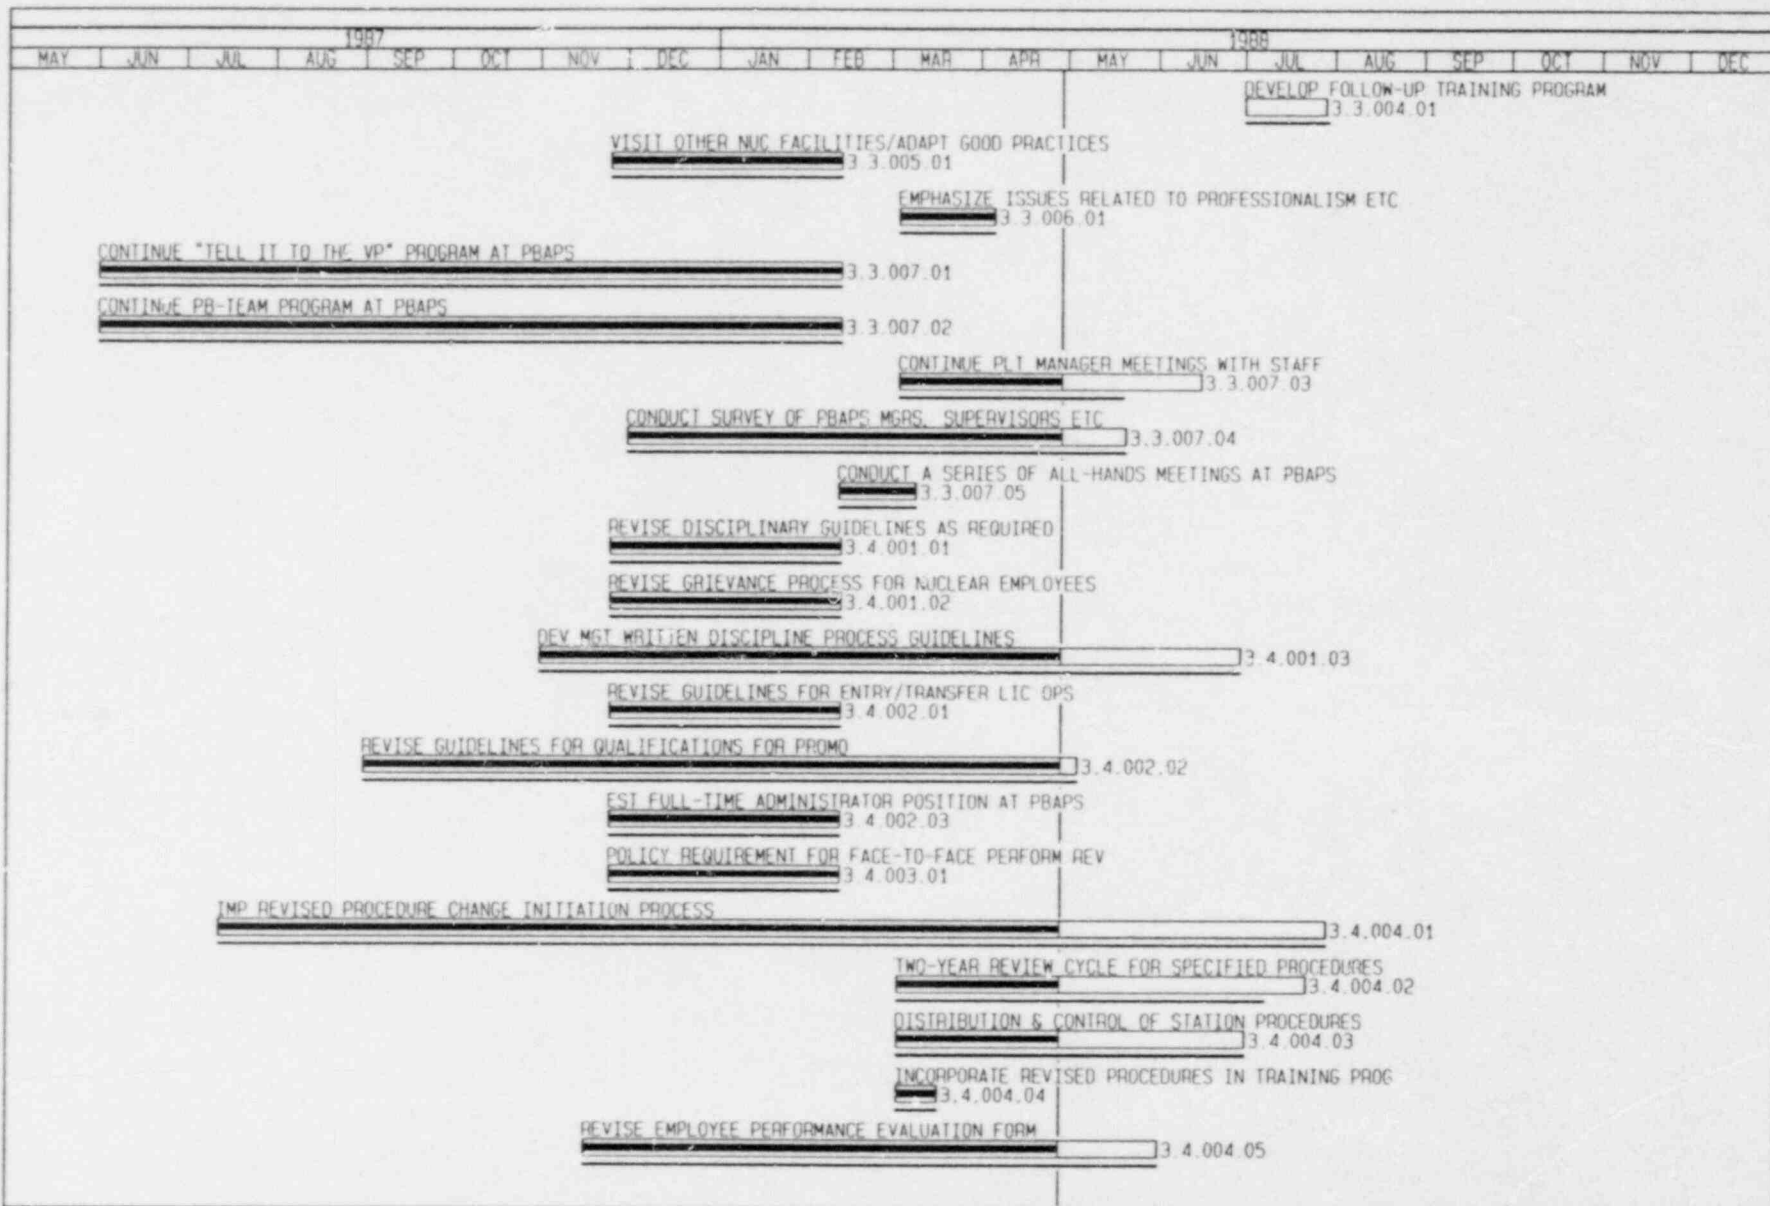 1987 1988
MAY JUN JUL AUG SEP OCT NOV DEC JAN FEB MAR APR MAY JUN JUL AUG SEP OCT NOV DEC
DEVELOP FOLLOW-UP TRAINING PROGRAM
3.3.004.01
VISIT OTHER NUC FACILITIES/ADAPT GOOD PRACTICES
3.3.005.01
EMPHASIZE ISSUES RELATED TO PROFESSIONALISM ETC
3.3.006.01
CONTINUE "TELL IT TO THE VP" PROGRAM AT PBAPS
3.3.007.01
CONTINUE PB-TEAM PROGRAM AT PBAPS
3.3.007.02
CONTINUE PLT MANAGER MEETINGS WITH STAFF
3.3.007.03
CONDUCT SURVEY OF PBAPS MGRS, SUPERVISORS ETC
3.3.007.04
CONDUCT A SERIES OF ALL-HANDS MEETINGS AT PBAPS
3.3.007.05
REVISE DISCIPLINARY GUIDELINES AS REQUIRED
3.4.001.01
REVISE GRIEVANCE PROCESS FOR NUCLEAR EMPLOYEES
3.4.001.02
DEV MGT WRITTEN DISCIPLINE PROCESS GUIDELINES
3.4.001.03
REVISE GUIDELINES FOR ENTRY/TRANSFER LIC OPS
3.4.002.01
REVISE GUIDELINES FOR QUALIFICATIONS FOR PROMO
3.4.002.02
EST FULL-TIME ADMINISTRATOR POSITION AT PBAPS
3.4.002.03
POLICY REQUIREMENT FOR FACE-TO-FACE PERFORM REV
3.4.003.01
IMP REVISED PROCEDURE CHANGE INITIATION PROCESS
3.4.004.01
TWO-YEAR REVIEW CYCLE FOR SPECIFIED PROCEDURES
3.4.004.02
DISTRIBUTION & CONTROL OF STATION PROCEDURES
3.4.004.03
INCORPORATE REVISED PROCEDURES IN TRAINING PROG
3.4.004.04
REVISE EMPLOYEE PERFORMANCE EVALUATION FORM
3.4.004.05